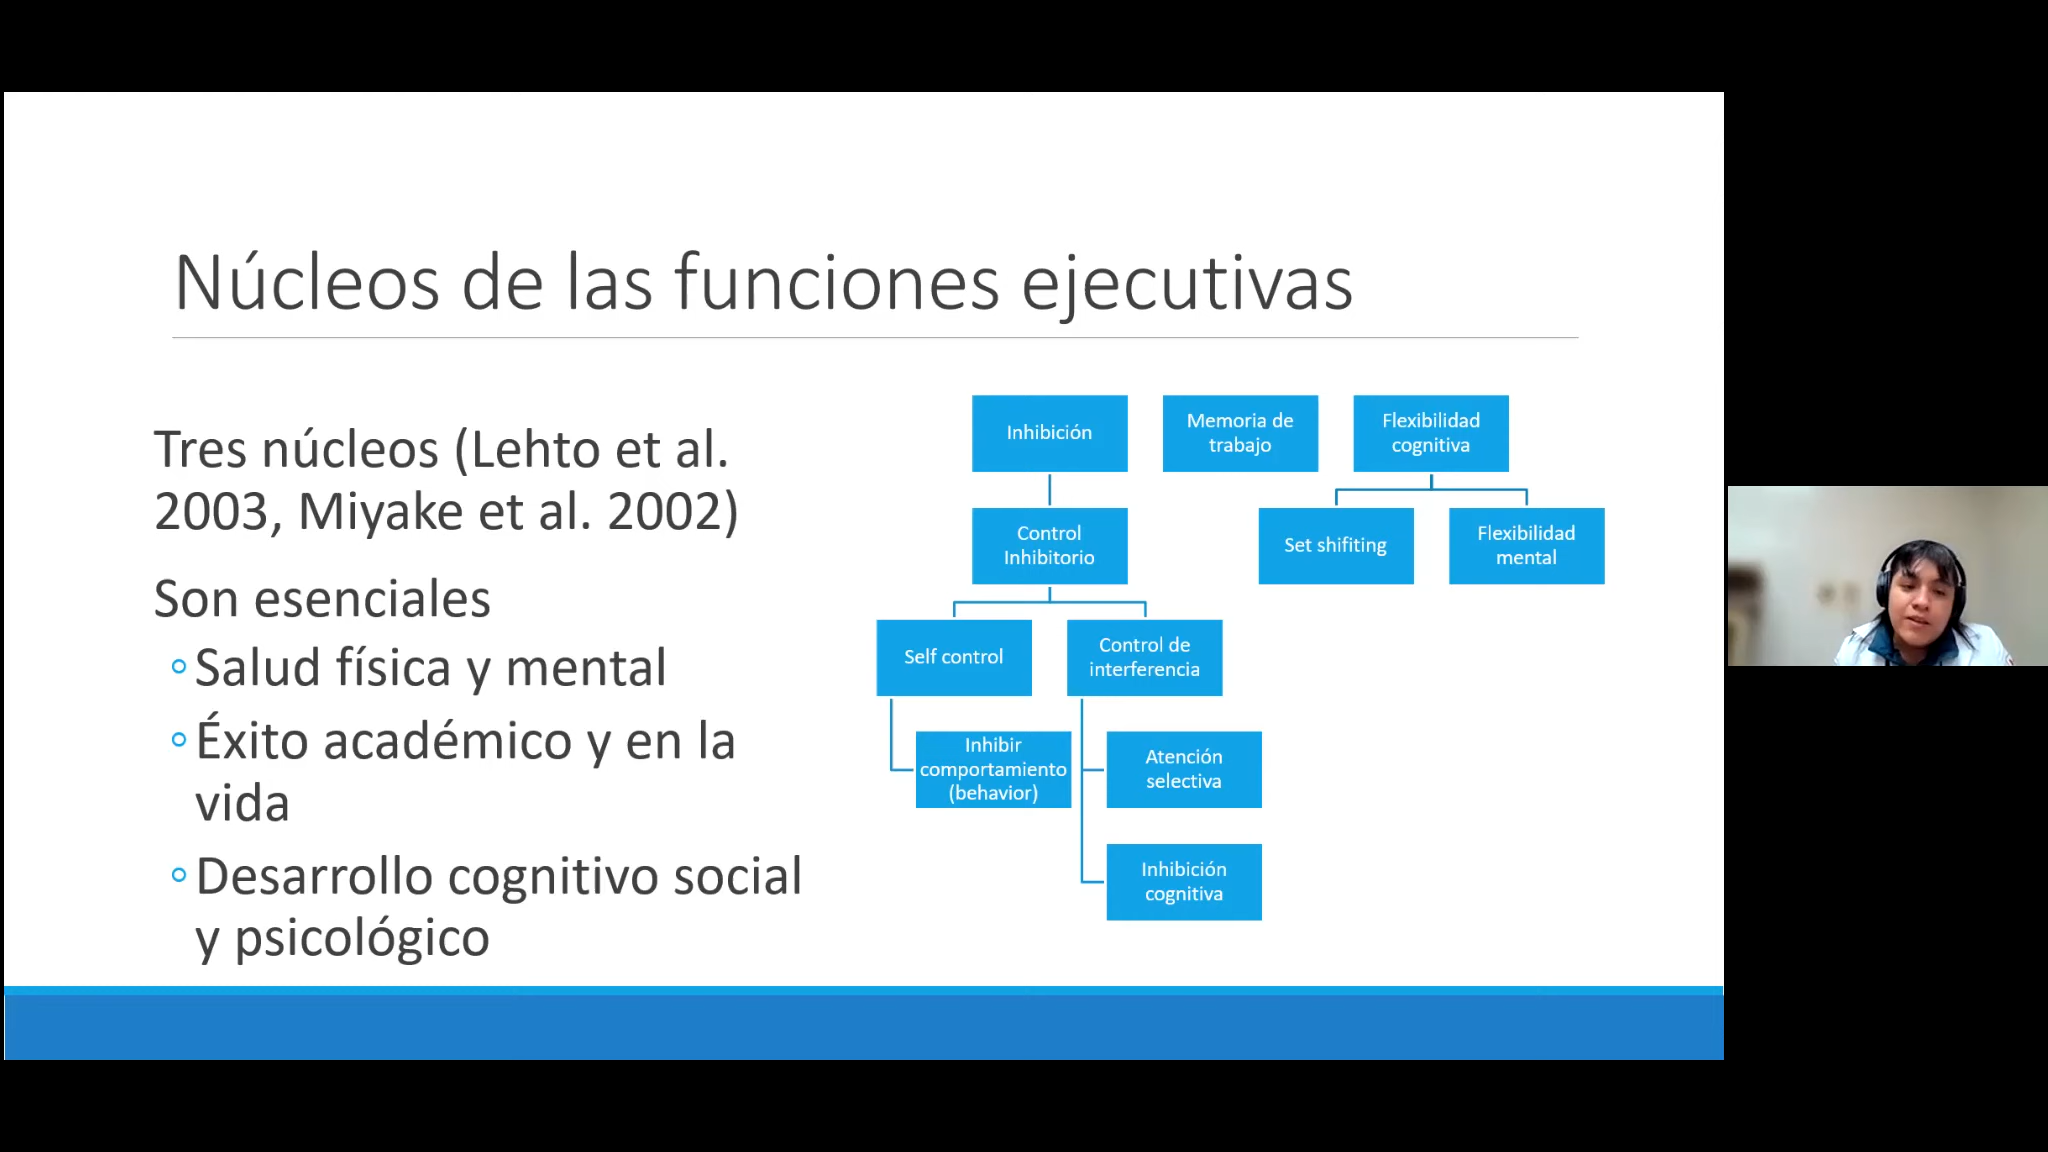 Núcleos de las funciones ejecutivas
Tres núcleos (Lehto et al.
2003, Miyake et al. 2002)
Son esenciales
◦Salud física y mental
◦Éxito académico y en la
vida
◦Desarrollo cognitivo social
y psicológico
Inhibición
Memoria de
trabajo
Flexibilidad
cognitiva
Control
Inhibitorio
Set shifiting
Flexibilidad
mental
Self control
Control de
interferencia
Inhibir
comportamiento
(behavior)
Atención
selectiva
Inhibición
cognitiva